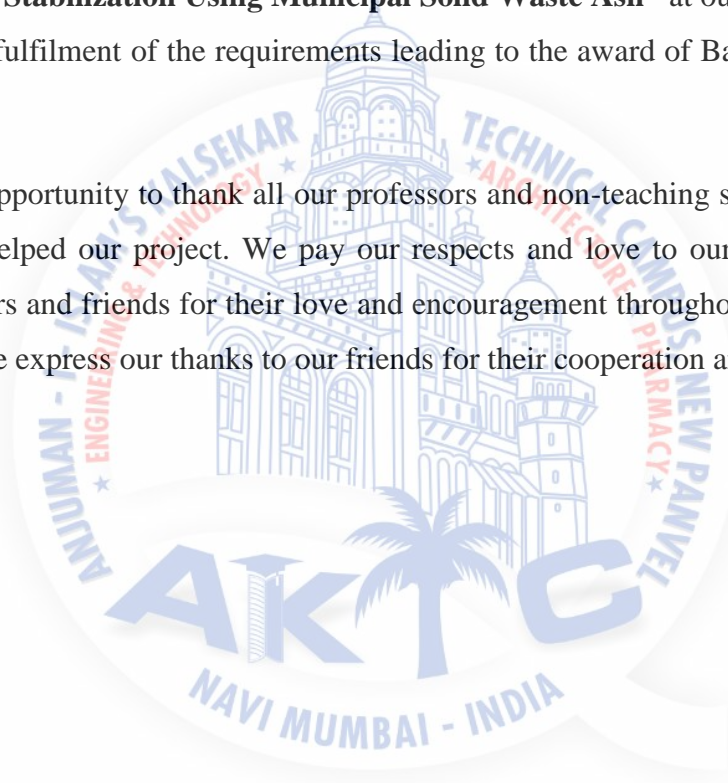 Stabilization Using Municipal Solid Waste Ash" at ou
fulfilment of the requirements leading to the award of Ba
pportunity to thank all our professors and non-teaching s
elped our project. We pay our respects and love to our
rs and friends for their love and encouragement througho
e express our thanks to our friends for their cooperation a
ANJUMAN - I - ISLAM'S KALSEKAR TECHNICAL CAMPUS NEW PANVEL
★ ENGINEERING & TECHNOLOGY ★ ★ ARCHITECTURE PHARMACY ★
AKTC
NAVI MUMBAI - INDIA